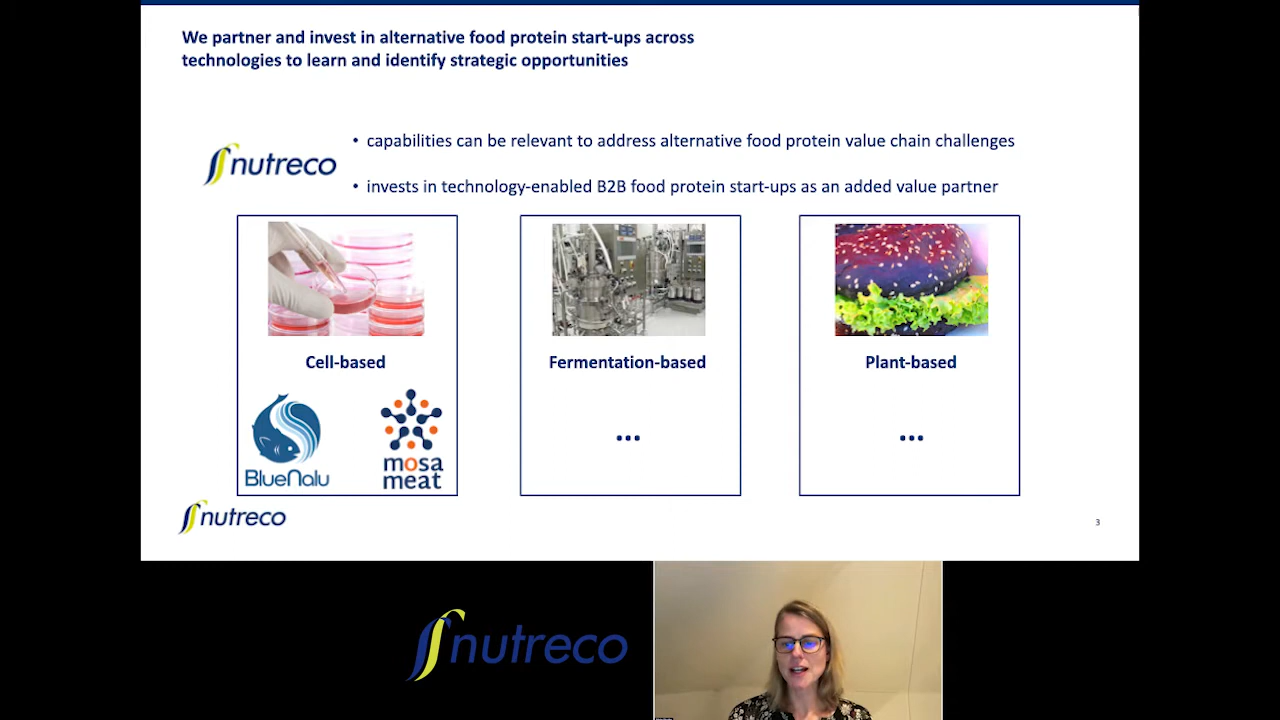 We partner and invest in alternative food protein start-ups across
technologies to learn and identify strategic opportunities
nutreco
• capabilities can be relevant to address alternative food protein value chain challenges
• invests in technology-enabled B2B food protein start-ups as an added value partner
Cell-based
Fermentation-based
Plant-based
BlueNalu
mosa
meat
...
...
nutreco
3
nutreco